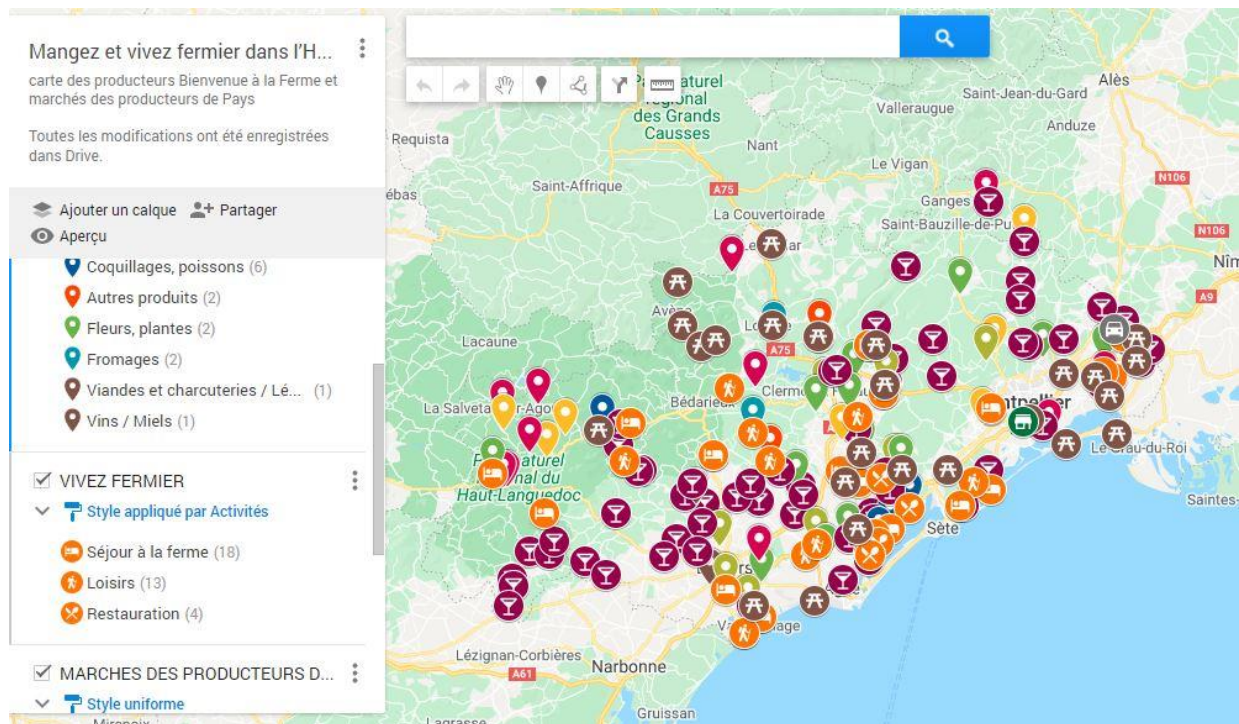 Mangez et vivez fermier dans l'H...
carte des producteurs Bienvenue à la Ferme et
marchés des producteurs de Pays
Toutes les modifications ont été enregistrées
dans Drive.
Ajouter un calque
Partager
Aperçu
Coquillages, poissons (6)
Autres produits (2)
Fleurs, plantes (2)
Fromages (2)
Viandes et charcuteries / Lé... (1)
Vins / Miels (1)
VIVEZ FERMIER
Style appliqué par Activités
Séjour à la ferme (18)
Loisirs (13)
Restauration (4)
MARCHES DES PRODUCTEURS D...
Style uniforme
Alès
Saint-Jean-du-Gard
Valleraugue
Anduze
régional
des Grands
Causses
Requista
Nant
Le Vigan
N106
Saint-Affrique
A75
La Couvertoirade
Ganges
Saint-Bauzille-de-Pu
N106
Nîm
A9
Lacaune
A75
Bédarieux
La Salvetat
Haut-Languedoc
Le Grau-du-Roi
Saintes-
Sète
Lézignan-Corbières
A61
Narbonne
Gruissan
Lagrasse